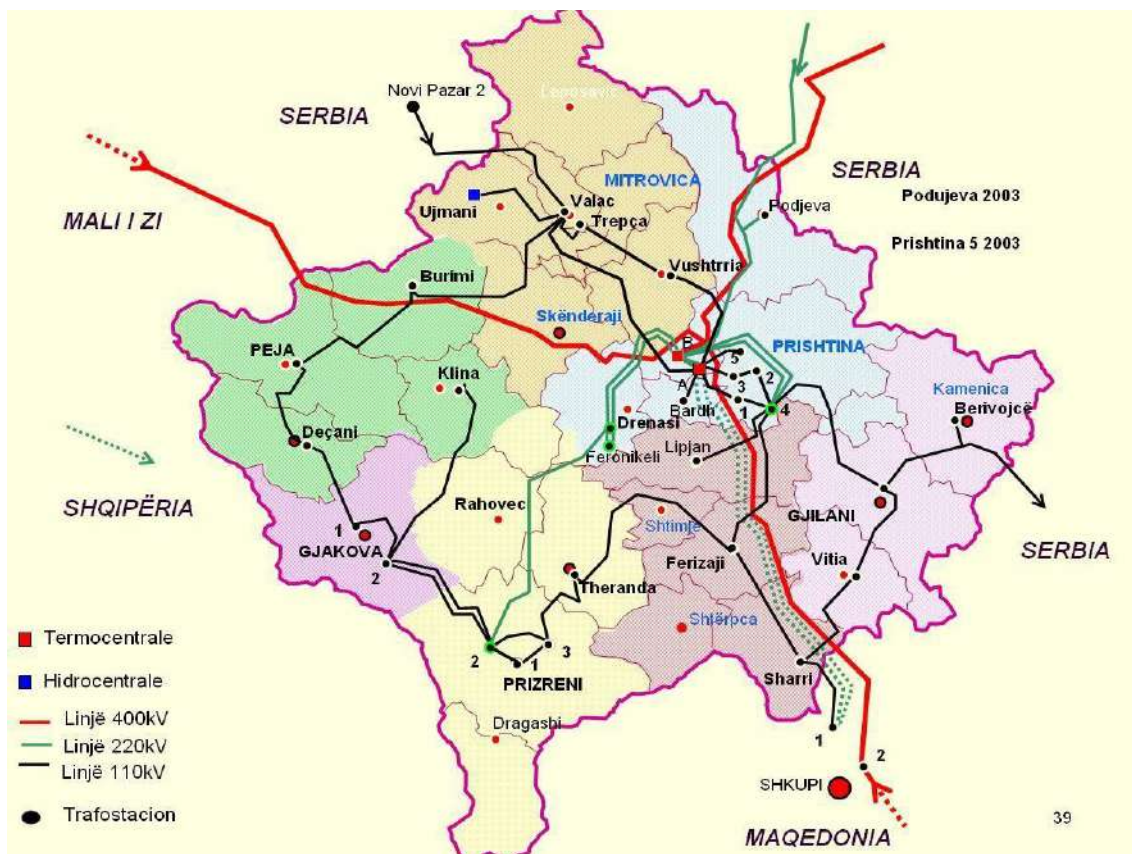 Novi Pazar 2
Leposaviç
SERBIA
SERBIA
MITROVICA
Podujeva 2003
Ujmani
Valac
Trepça
Podjeva
MALI I ZI
Prishtina 5 2003
Burimi
Vushtrria
Skënderaji
B
PRISHTINA
PEJA
5
Klina
A
3
2
Kamenica
Bardh
1
4
Berivojcë
Deçani
Drenasi
Lipjan
Feronikeli
SHQIPËRIA
Rahovec
Shtimje
GJILANI
1
GJAKOVA
Ferizaji
SERBIA
2
Theranda
Vitia
Shtërpca
Termocentrale
2
1
3
PRIZRENI
Sharri
Hidrocentrale
Linjë 400kV
Dragashi
Linjë 220kV
1
2
Linjë 110kV
SHKUPI
Trafostacion
39
MAQEDONIA